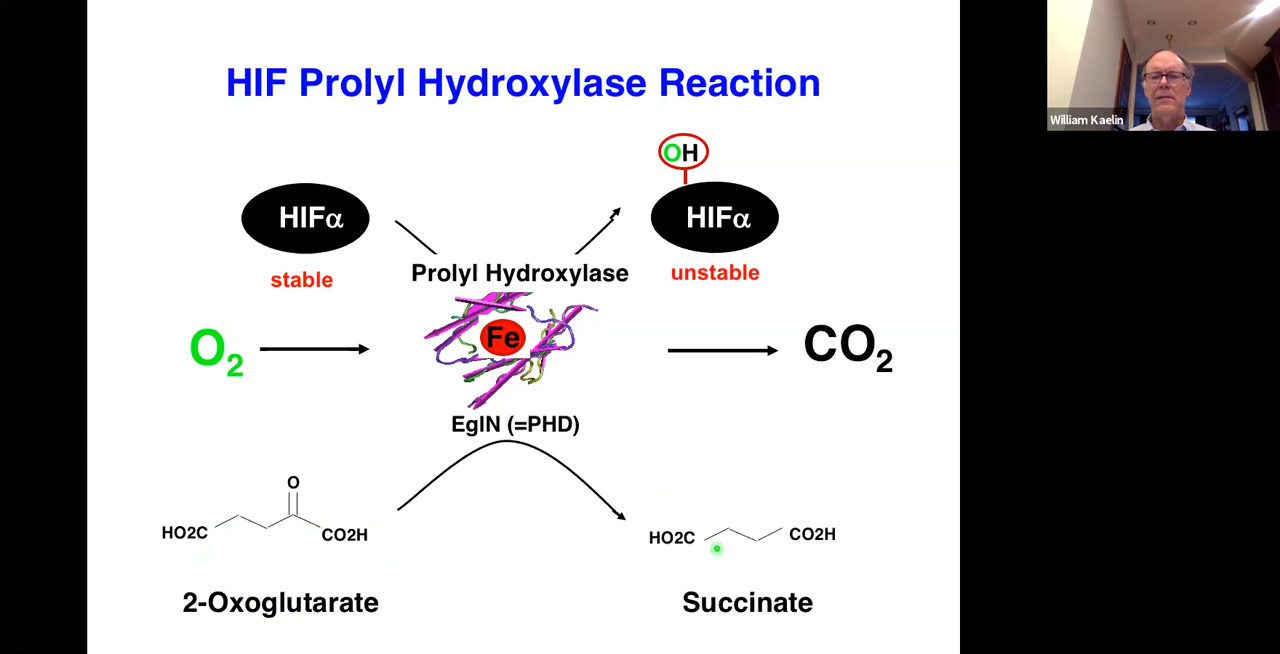 HIF Prolyl Hydroxylase Reaction
William Kaelin
OH
HIFα
HIFα
stable
Prolyl Hydroxylase
unstable
O2
Fe
CO2
EglN (=PHD)
O
HO2C
CO2H
HO2C
CO2H
2-Oxoglutarate
Succinate